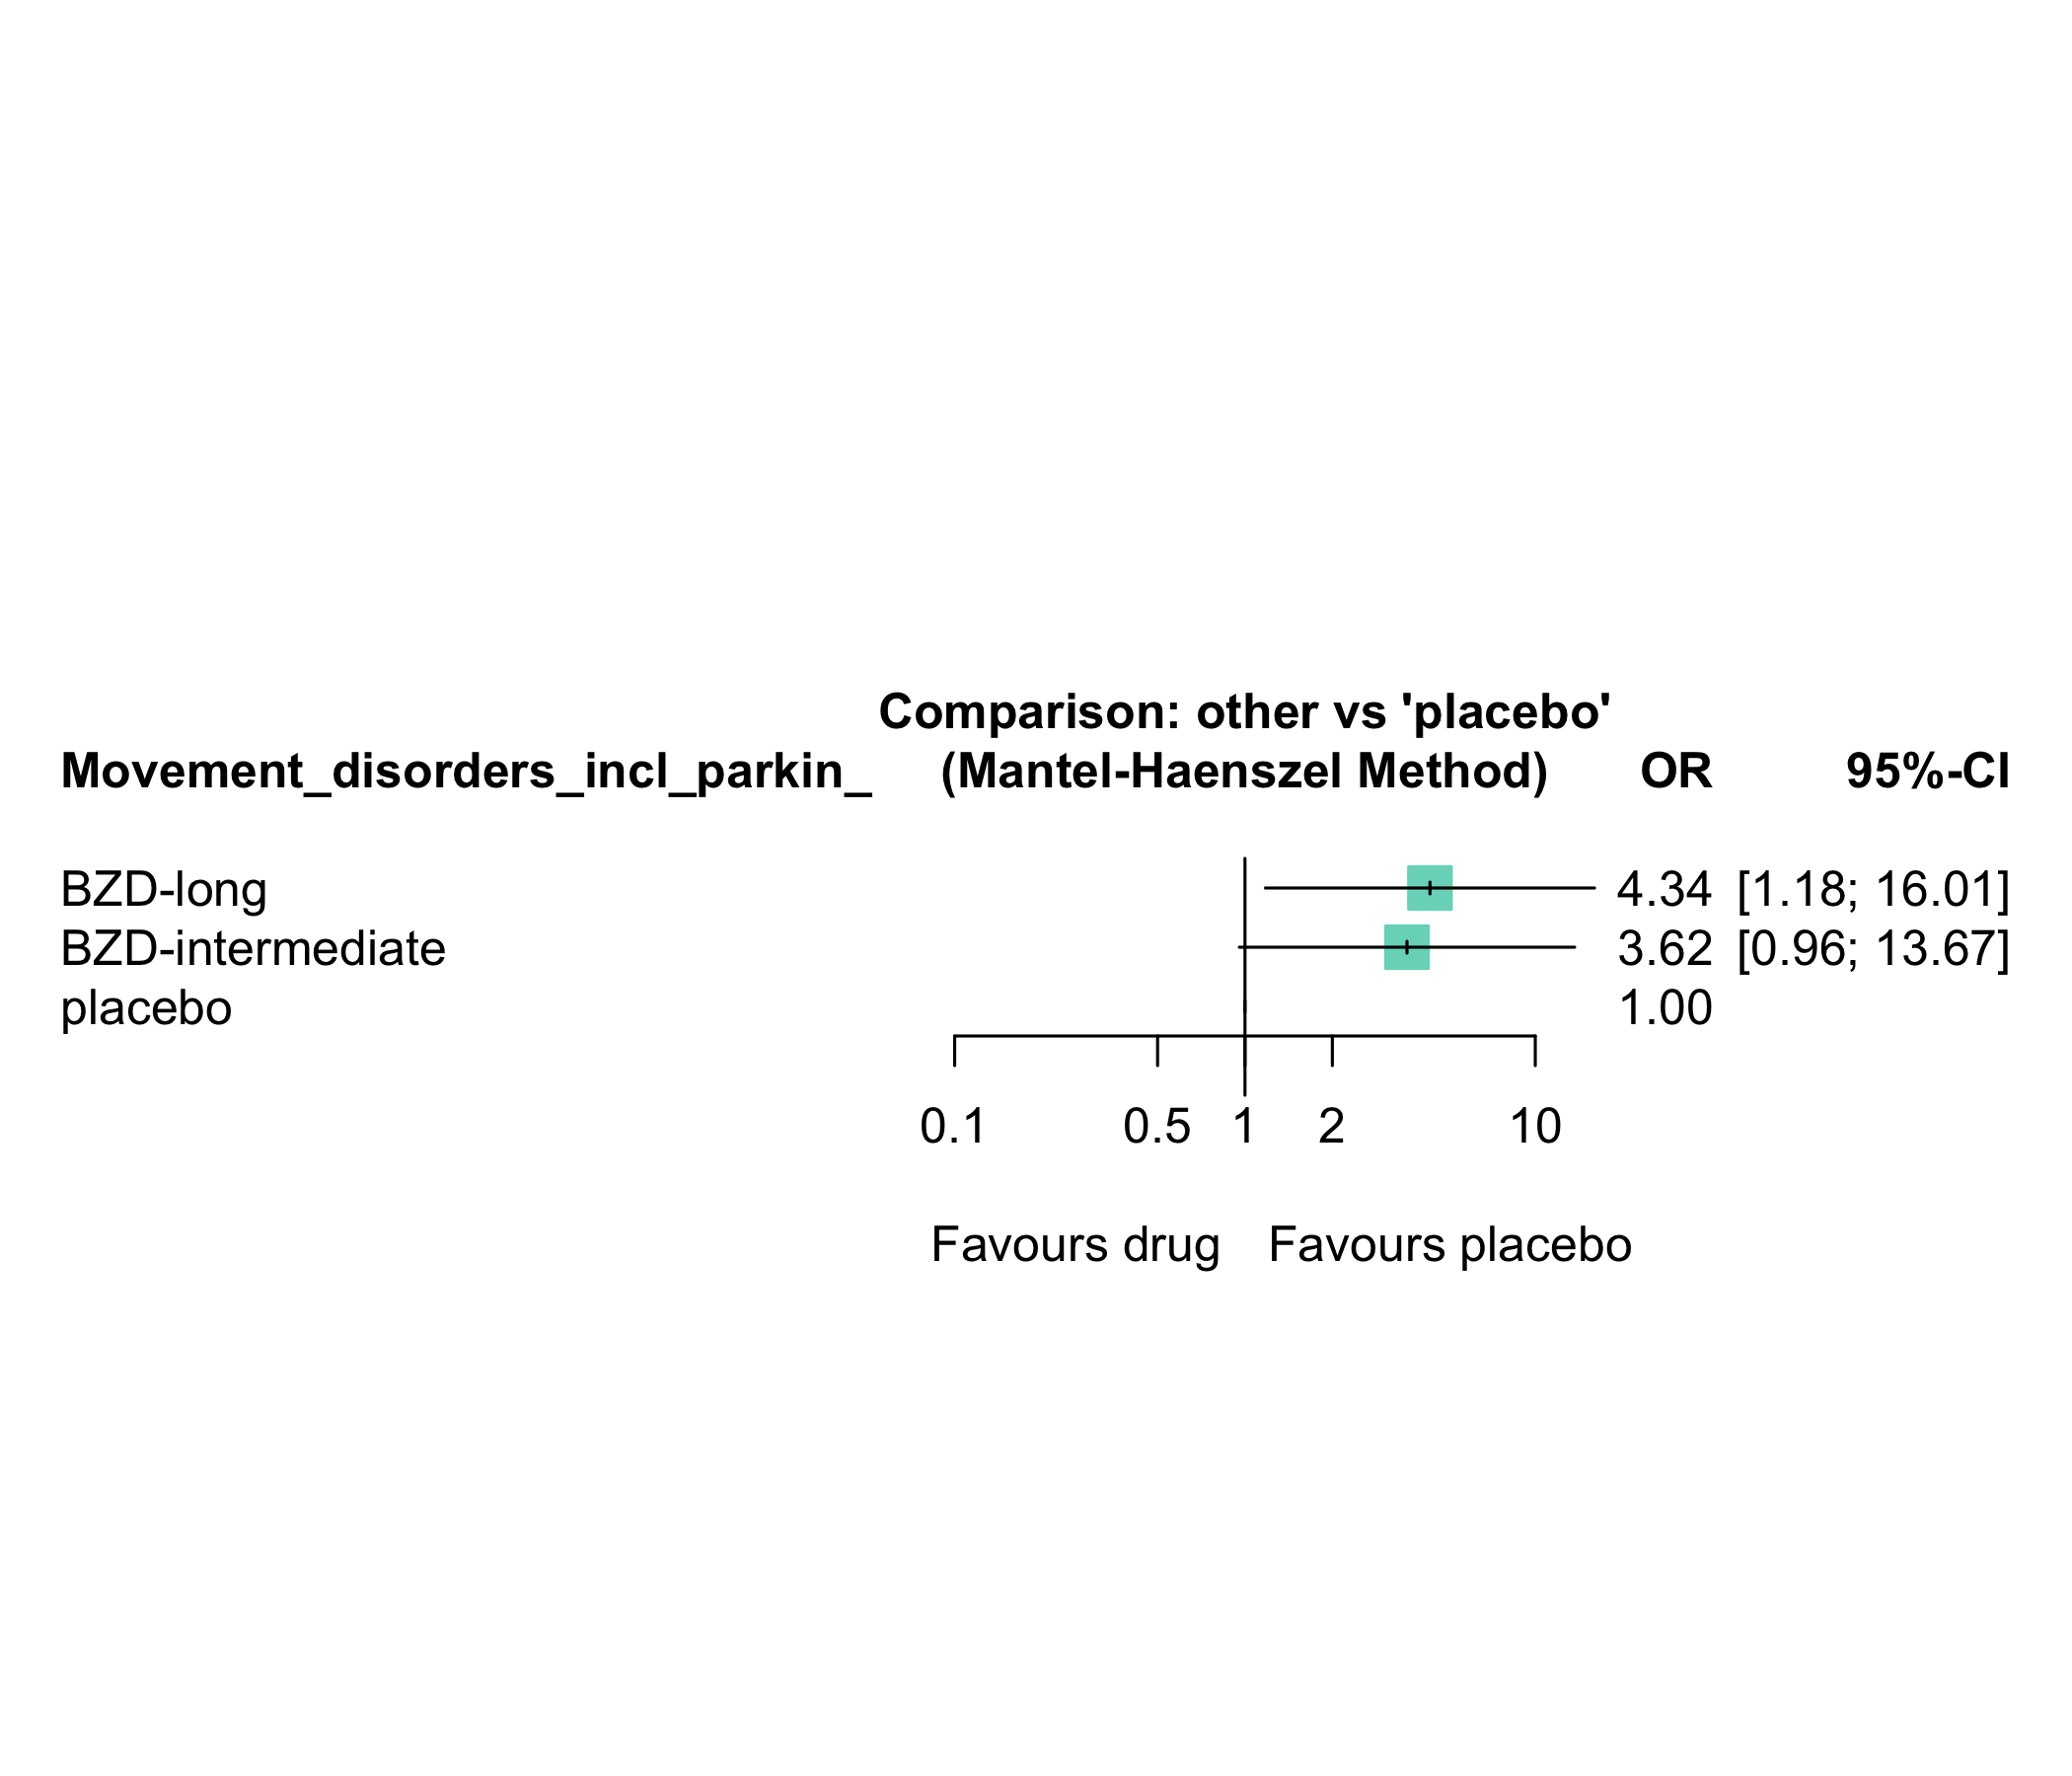 Comparison: other vs 'placebo'
Movement_disorders_incl_parkin_ (Mantel-Haenszel Method) OR 95%-CI
BZD-long 4.34 [1.18; 16.01]
BZD-intermediate 3.62 [0.96; 13.67]
placebo 1.00
0.1 0.5 1 2 10
Favours drug Favours placebo